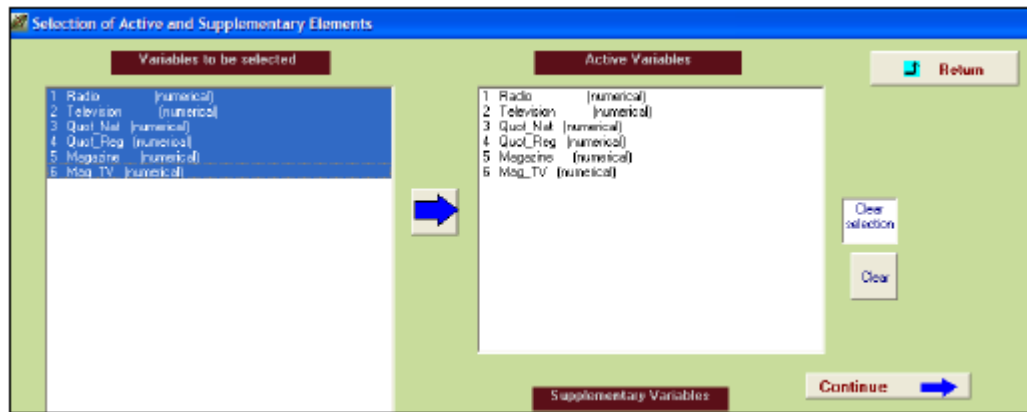 Selection of Active and Supplementary Elements
Variables to be selected
Active Variables
Return
1 Radio (numerical)
2 Television (numerical)
3 Quot_Nat (numerical)
4 Quot_Reg (numerical)
5 Magazine (numerical)
6 Mag_TV (numerical)
1 Radio (numerical)
2 Television (numerical)
3 Quot_Nat (numerical)
4 Quot_Reg (numerical)
5 Magazine (numerical)
6 Mag_TV (numerical)
Clear
selection
Clear
Continue
Supplementary Variables